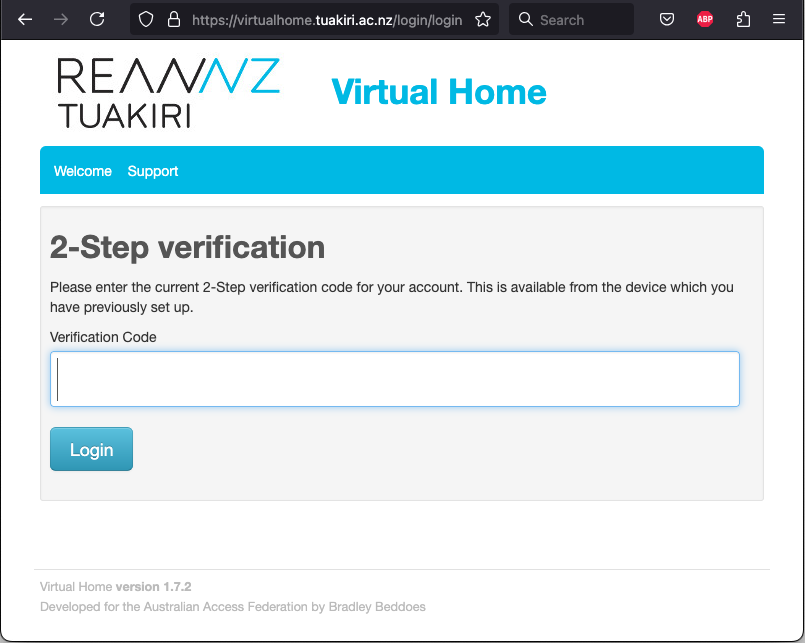 https://virtualhome.tuakiri.ac.nz/login/login
Search
ABP
REANNZ
TUAKIRI
Virtual Home
Welcome Support
2-Step verification
Please enter the current 2-Step verification code for your account. This is available from the device which you
have previously set up.
Verification Code
Login
Virtual Home version 1.7.2
Developed for the Australian Access Federation by Bradley Beddoes